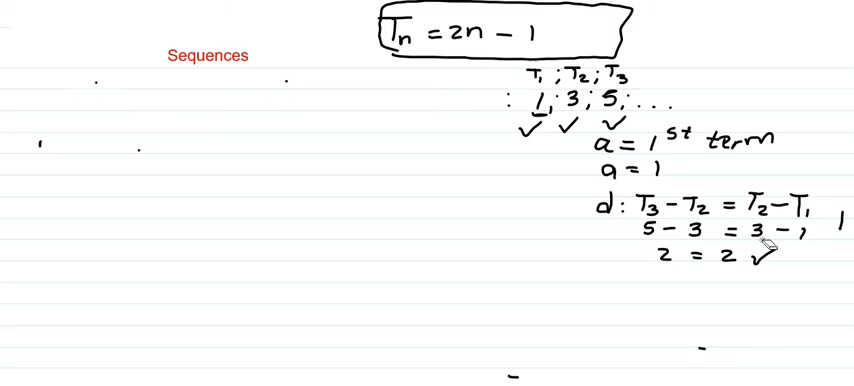 Tn = 2n - 1
Sequences
T1 ; T2 ; T3
: 1 ; 3 ; 5 ; ...
a = 1st term
a = 1
d : T3 - T2 = T2 - T1
5 - 3 = 3 - 1
2 = 2 ✓